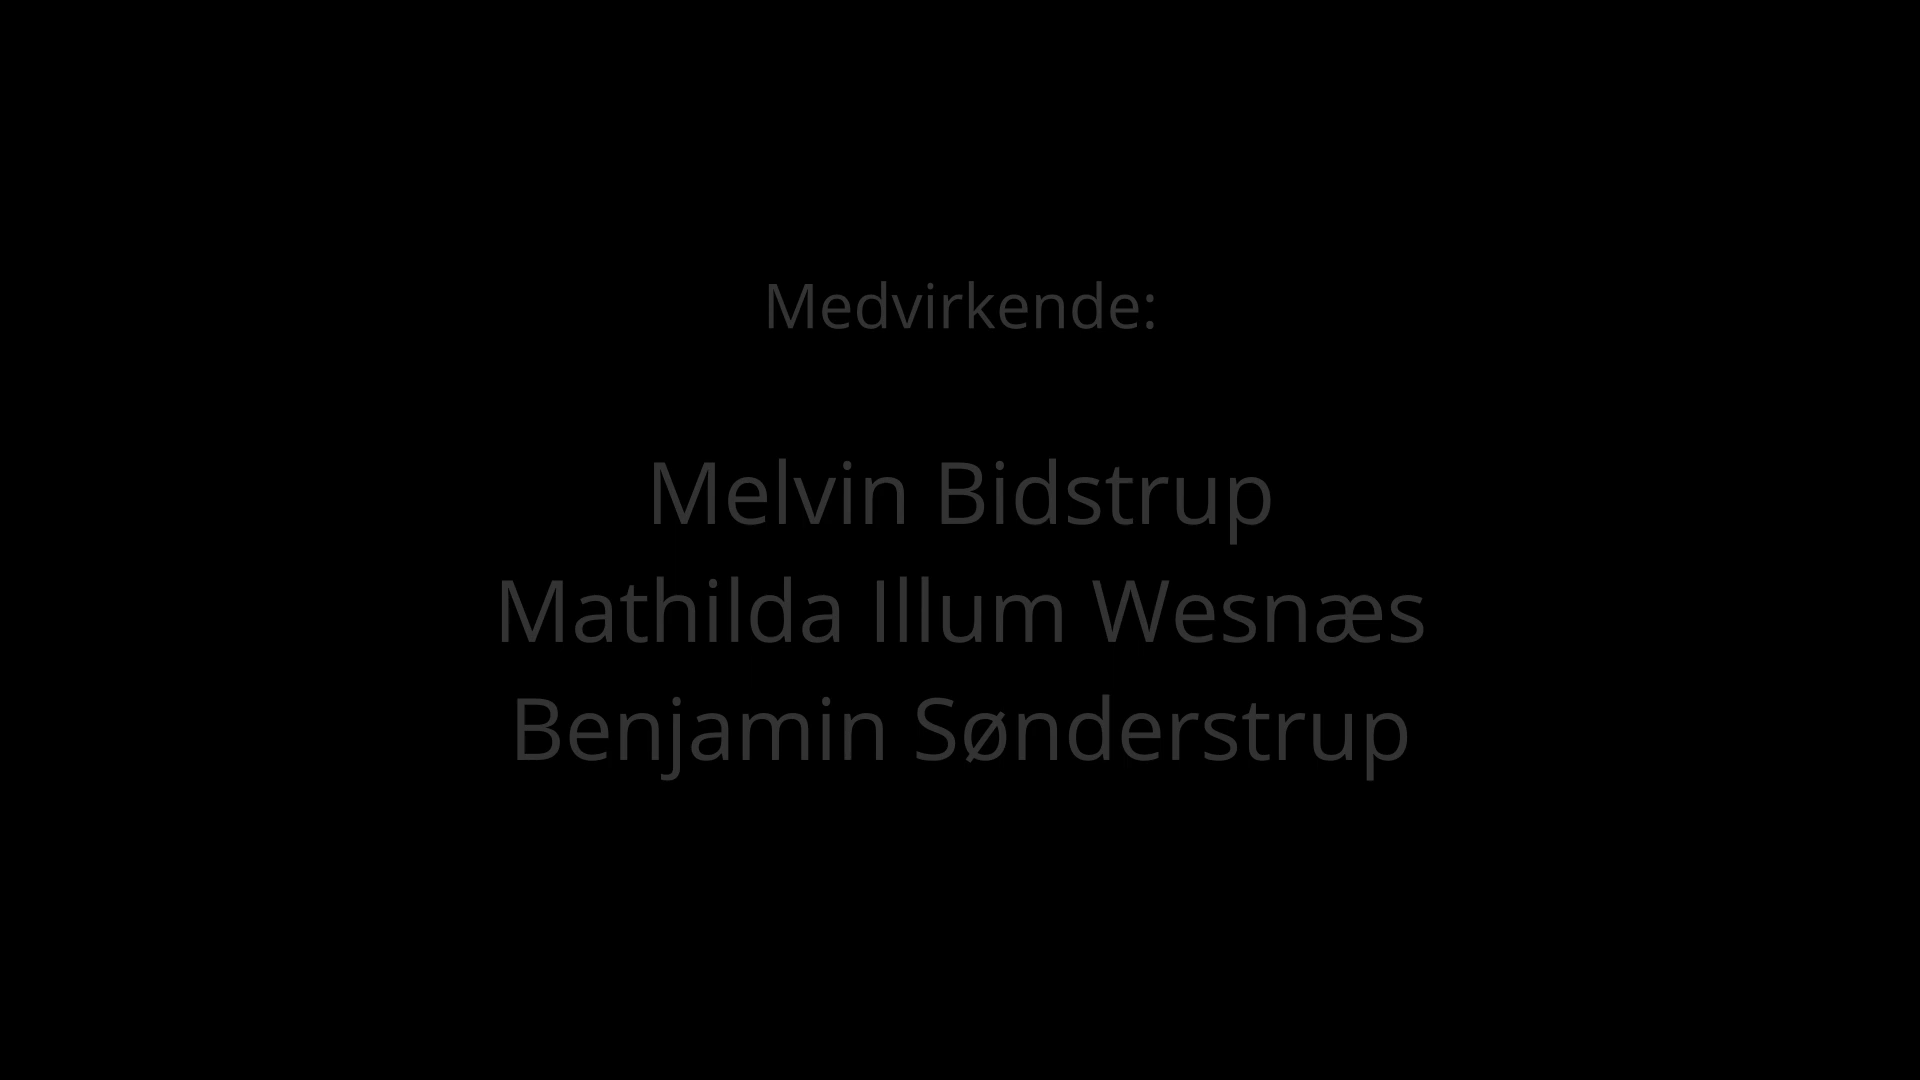 Medvirkende:
Melvin Bidstrup
Mathilda Illum Wesnæs
Benjamin Sønderstrup